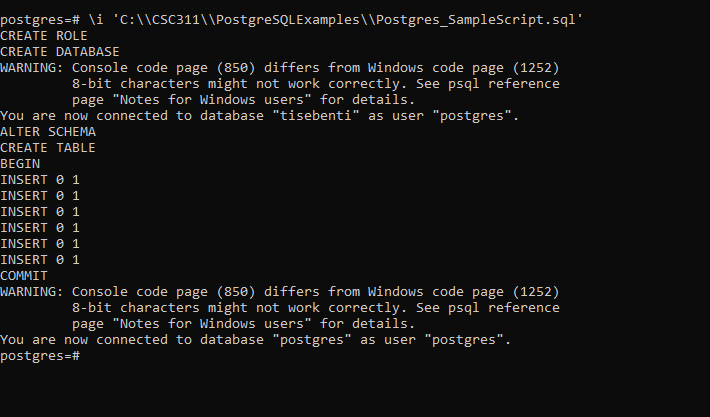 postgres=# \i 'C:\\CSC311\\PostgreSQLExamples\\Postgres_SampleScript.sql'
CREATE ROLE
CREATE DATABASE
WARNING: Console code page (850) differs from Windows code page (1252)
         8-bit characters might not work correctly. See psql reference
         page "Notes for Windows users" for details.
You are now connected to database "tisebenti" as user "postgres".
ALTER SCHEMA
CREATE TABLE
BEGIN
INSERT 0 1
INSERT 0 1
INSERT 0 1
INSERT 0 1
INSERT 0 1
INSERT 0 1
COMMIT
WARNING: Console code page (850) differs from Windows code page (1252)
         8-bit characters might not work correctly. See psql reference
         page "Notes for Windows users" for details.
You are now connected to database "postgres" as user "postgres".
postgres=#